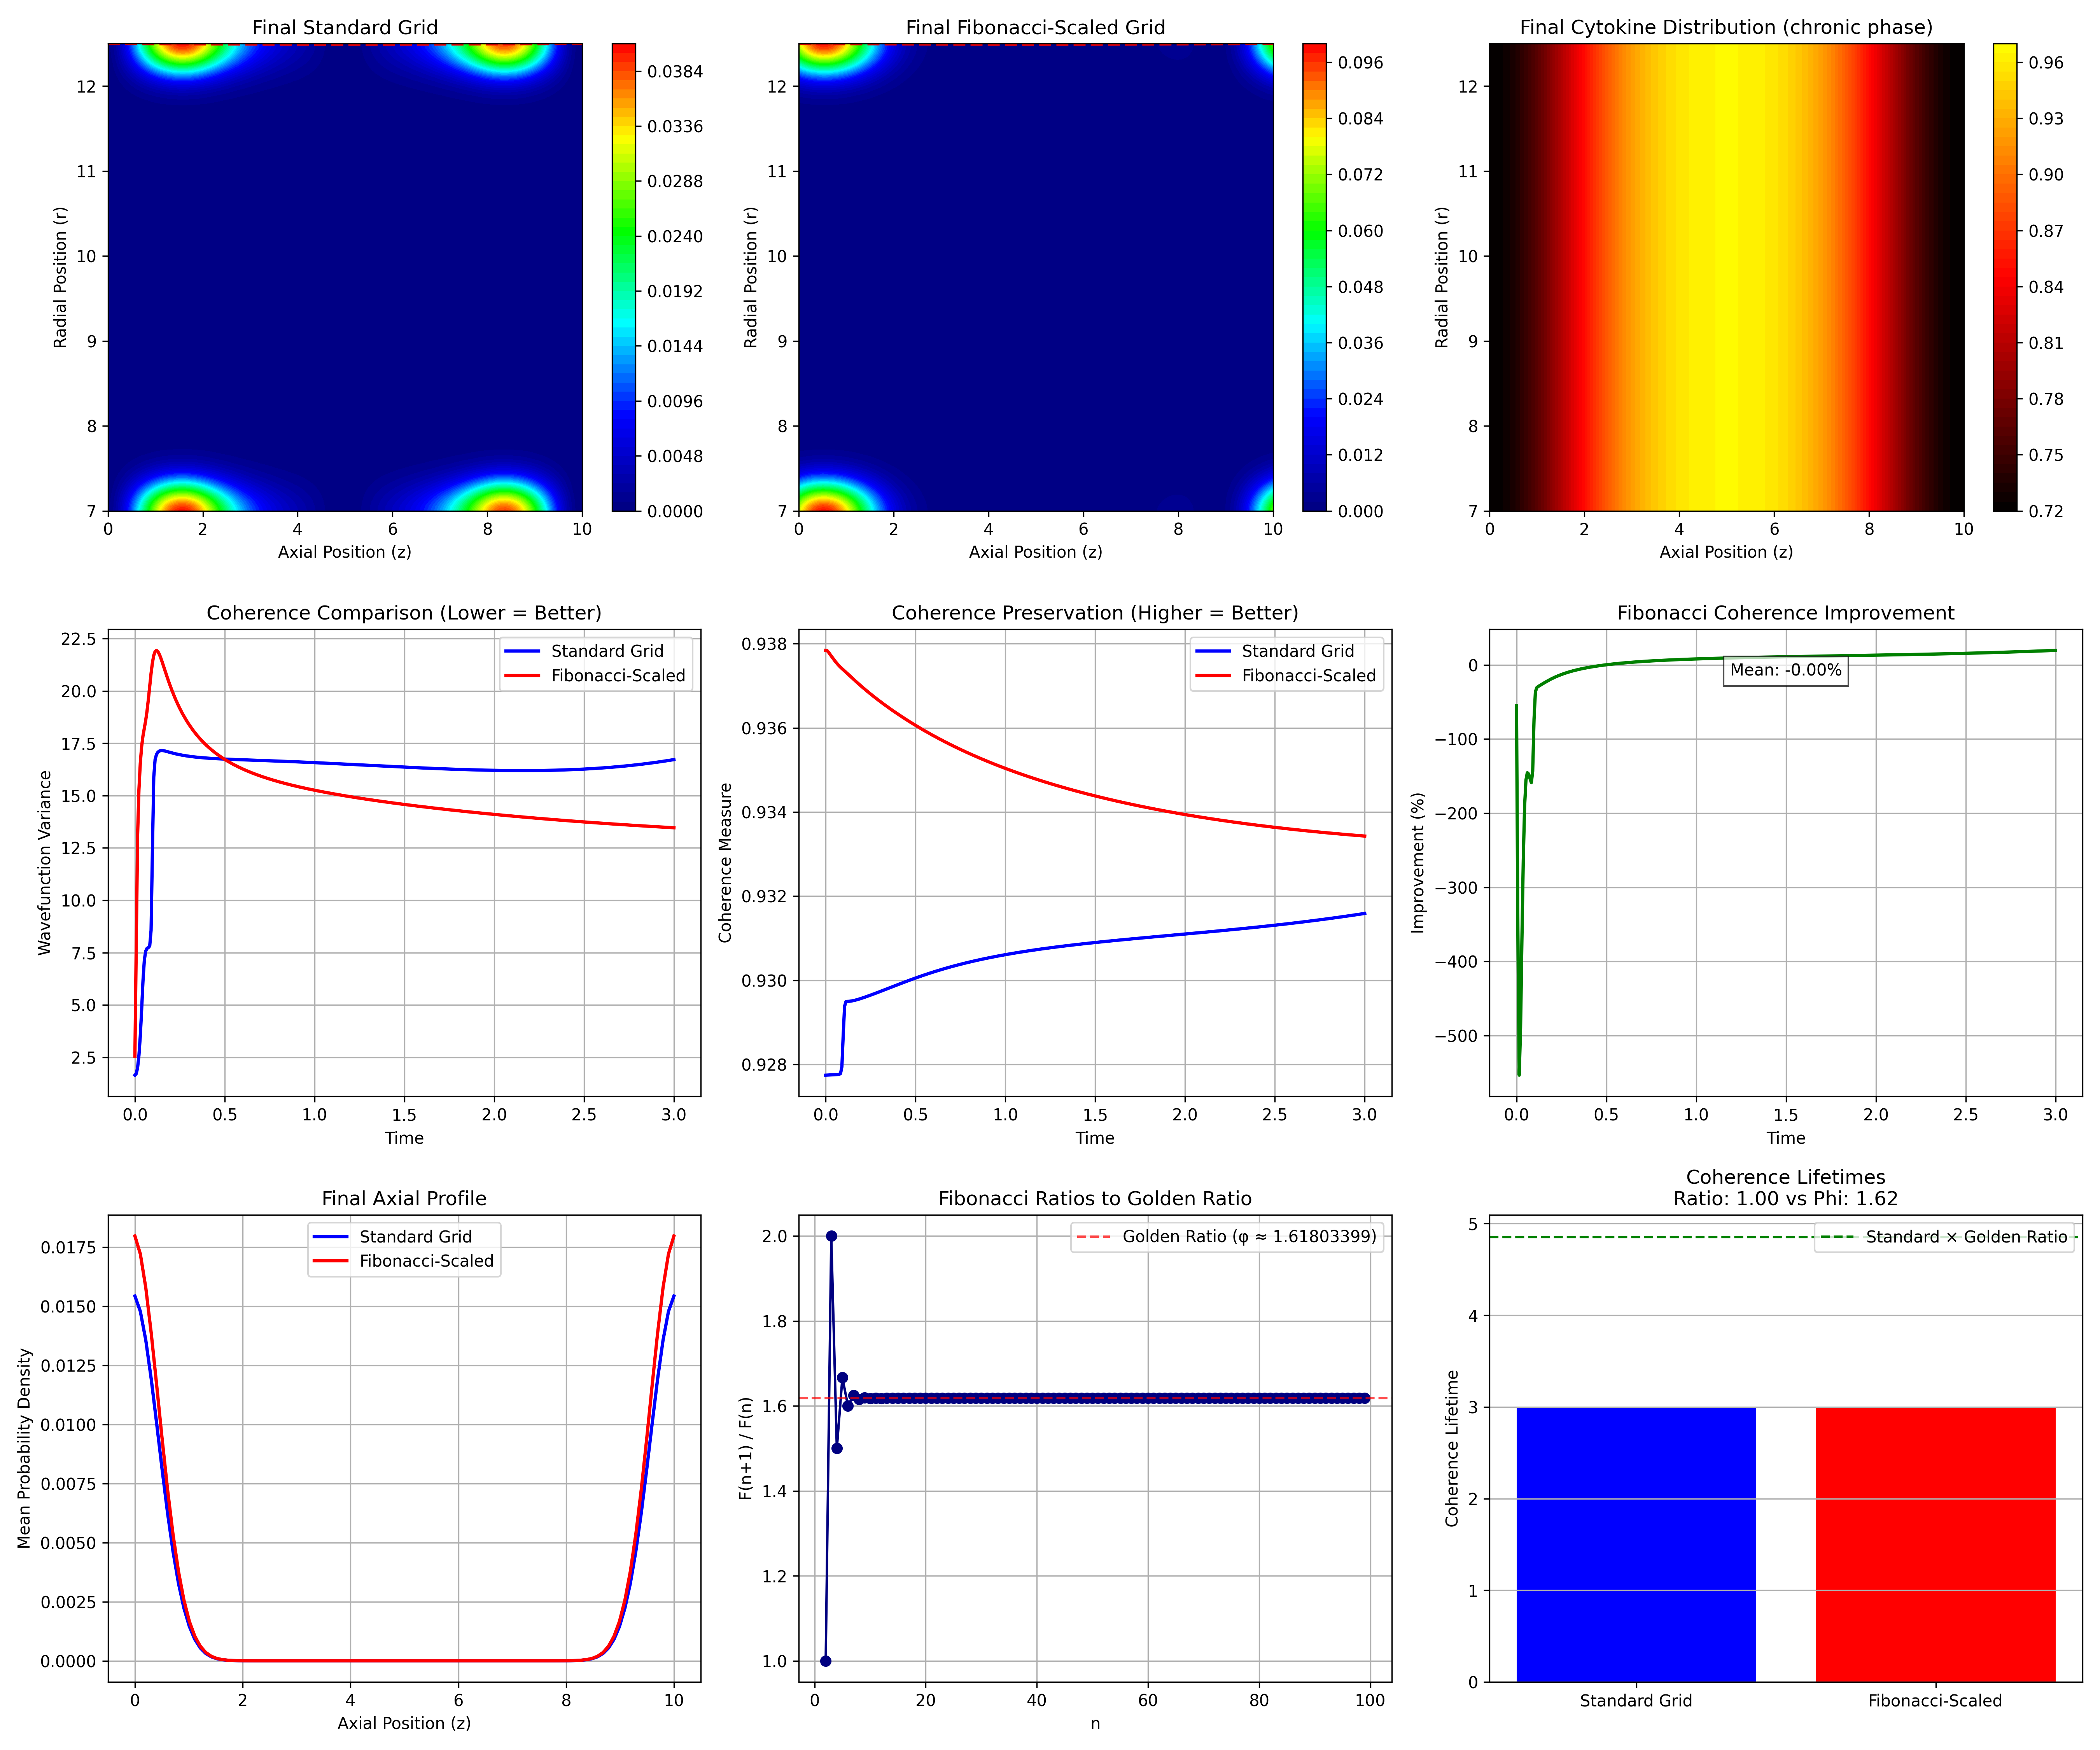 Final Standard Grid
Radial Position (r)
12
11
10
9
8
7
0 2 4 6 8 10
Axial Position (z)
0.0384
0.0336
0.0288
0.0240
0.0192
0.0144
0.0096
0.0048
0.0000
Final Fibonacci-Scaled Grid
Radial Position (r)
12
11
10
9
8
7
0 2 4 6 8 10
Axial Position (z)
0.096
0.084
0.072
0.060
0.048
0.036
0.024
0.012
0.000
Final Cytokine Distribution (chronic phase)
Radial Position (r)
12
11
10
9
8
7
0 2 4 6 8 10
Axial Position (z)
0.96
0.93
0.90
0.87
0.84
0.81
0.78
0.75
0.72
Coherence Comparison (Lower = Better)
Wavefunction Variance
22.5
20.0
17.5
15.0
12.5
10.0
7.5
5.0
2.5
Standard Grid
Fibonacci-Scaled
0.0 0.5 1.0 1.5 2.0 2.5 3.0
Time
Coherence Preservation (Higher = Better)
Coherence Measure
0.938
0.936
0.934
0.932
0.930
0.928
Standard Grid
Fibonacci-Scaled
0.0 0.5 1.0 1.5 2.0 2.5 3.0
Time
Fibonacci Coherence Improvement
Improvement (%)
0
−100
−200
−300
−400
−500
Mean: -0.00%
0.0 0.5 1.0 1.5 2.0 2.5 3.0
Time
Final Axial Profile
Mean Probability Density
0.0175
0.0150
0.0125
0.0100
0.0075
0.0050
0.0025
0.0000
Standard Grid
Fibonacci-Scaled
0 2 4 6 8 10
Axial Position (z)
Fibonacci Ratios to Golden Ratio
F(n+1) / F(n)
2.0
1.8
1.6
1.4
1.2
1.0
Golden Ratio (φ ≈ 1.61803399)
0 20 40 60 80 100
n
Coherence Lifetimes
Ratio: 1.00 vs Phi: 1.62
Coherence Lifetime
5
4
3
2
1
0
Standard × Golden Ratio
Standard Grid Fibonacci-Scaled